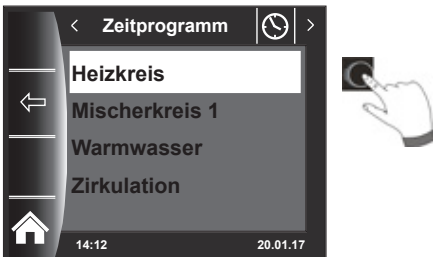 Zeitprogramm
Heizkreis
Mischerkreis 1
Warmwasser
Zirkulation
14:12 20.01.17